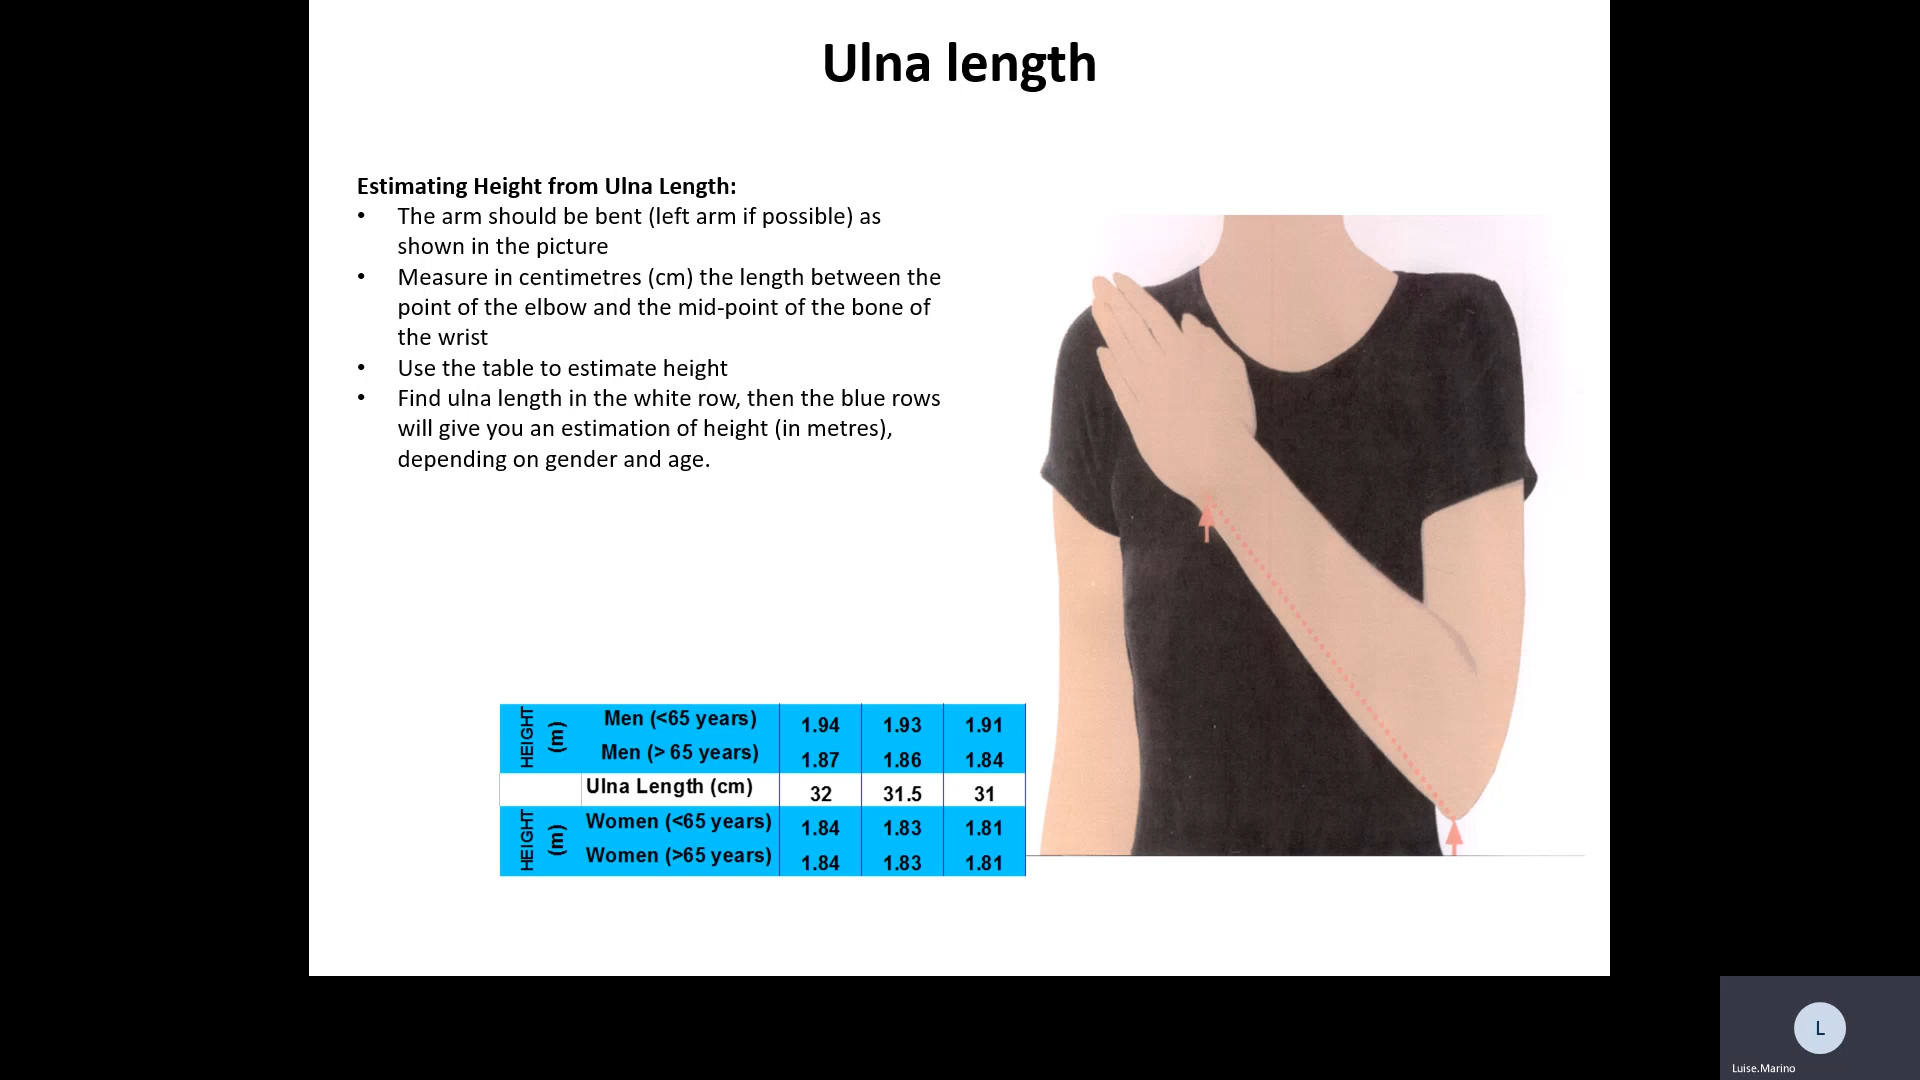 Ulna length
Estimating Height from Ulna Length:
• The arm should be bent (left arm if possible) as
shown in the picture
• Measure in centimetres (cm) the length between the
point of the elbow and the mid-point of the bone of
the wrist
• Use the table to estimate height
• Find ulna length in the white row, then the blue rows
will give you an estimation of height (in metres),
depending on gender and age.
HEIGHT
(m)
Men (<65 years) 1.94 1.93 1.91
Men (> 65 years) 1.87 1.86 1.84
Ulna Length (cm) 32 31.5 31
HEIGHT
(m)
Women (<65 years) 1.84 1.83 1.81
Women (>65 years) 1.84 1.83 1.81
L
Luise.Marino